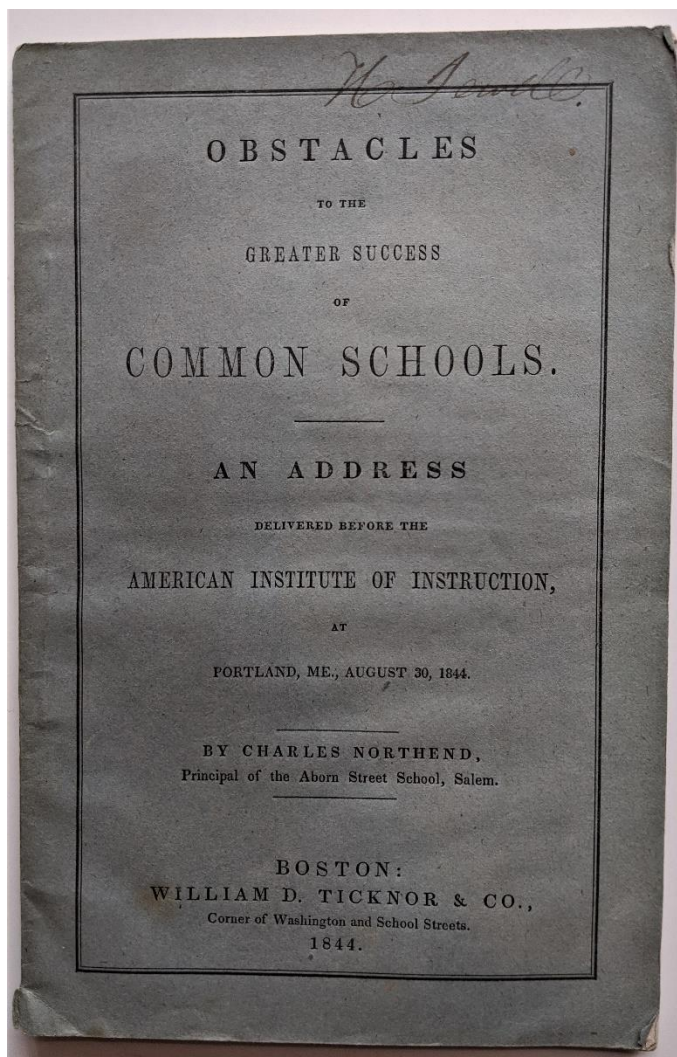 H
OBSTACLES
TO THE
GREATER SUCCESS
OF
COMMON SCHOOLS.
AN ADDRESS
DELIVERED BEFORE THE
AMERICAN INSTITUTE OF INSTRUCTION,
AT
PORTLAND, ME., AUGUST 30, 1844.
BY CHARLES NORTHEND,
Principal of the Aborn Street School, Salem.
BOSTON:
WILLIAM D. TICKNOR & CO.,
Corner of Washington and School Streets.
1844.